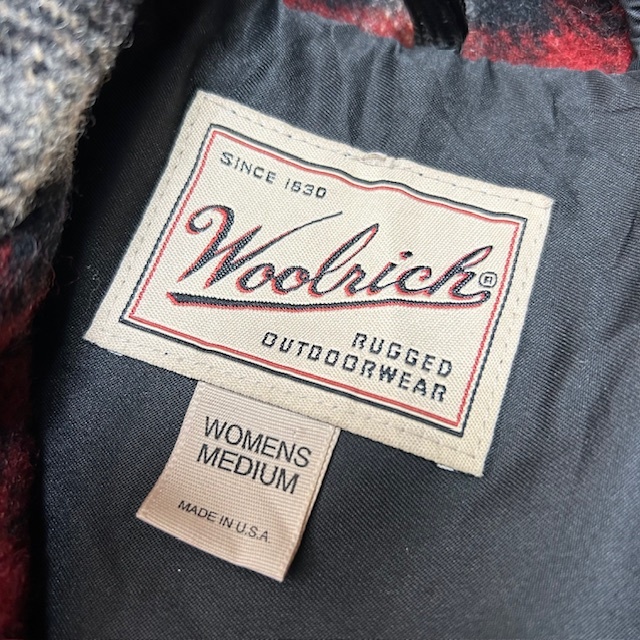 SINCE 1830
Woolrich®
RUGGED
OUTDOORWEAR
WOMENS
MEDIUM
MADE IN U.S.A